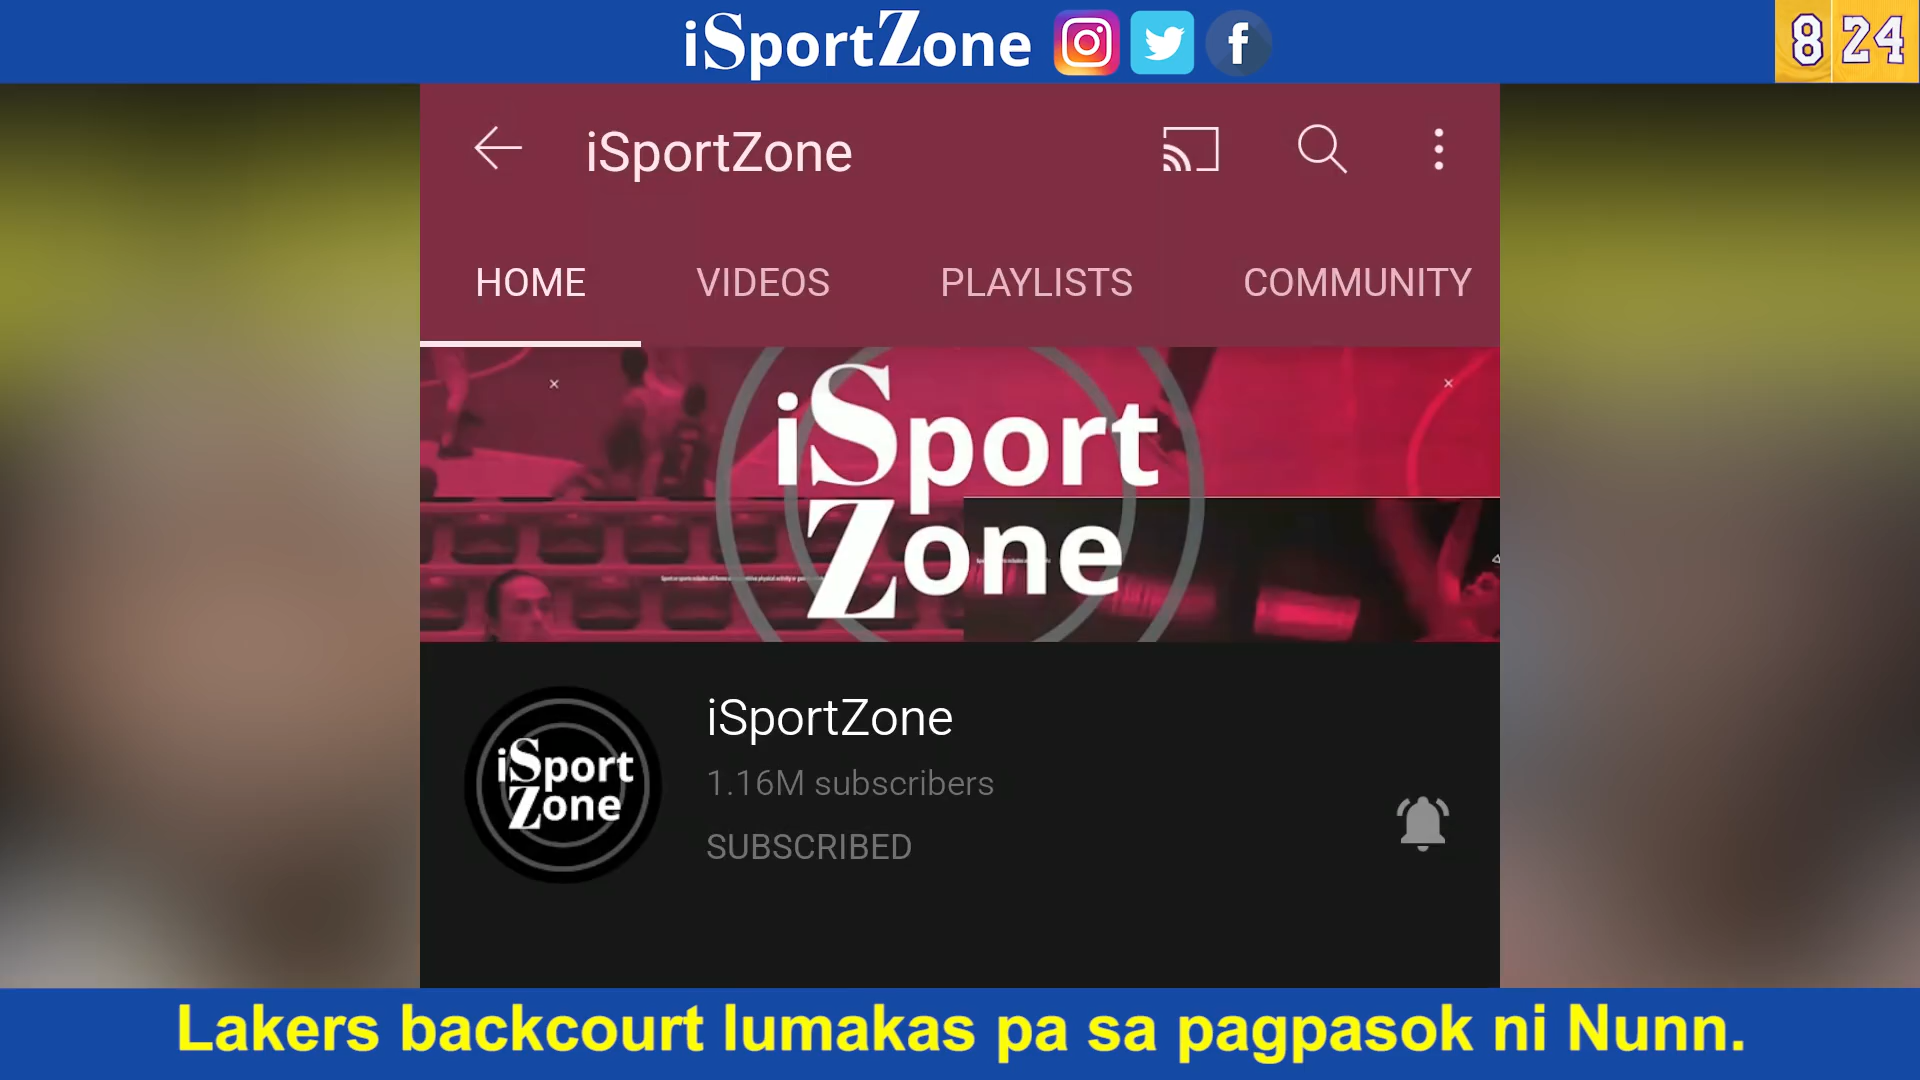 iSportZone
8 24
iSportZone
HOME VIDEOS PLAYLISTS COMMUNITY
iSport
Zone
iSport
Zone
iSportZone
1.16M subscribers
SUBSCRIBED
Lakers backcourt lumakas pa sa pagpasok ni Nunn.